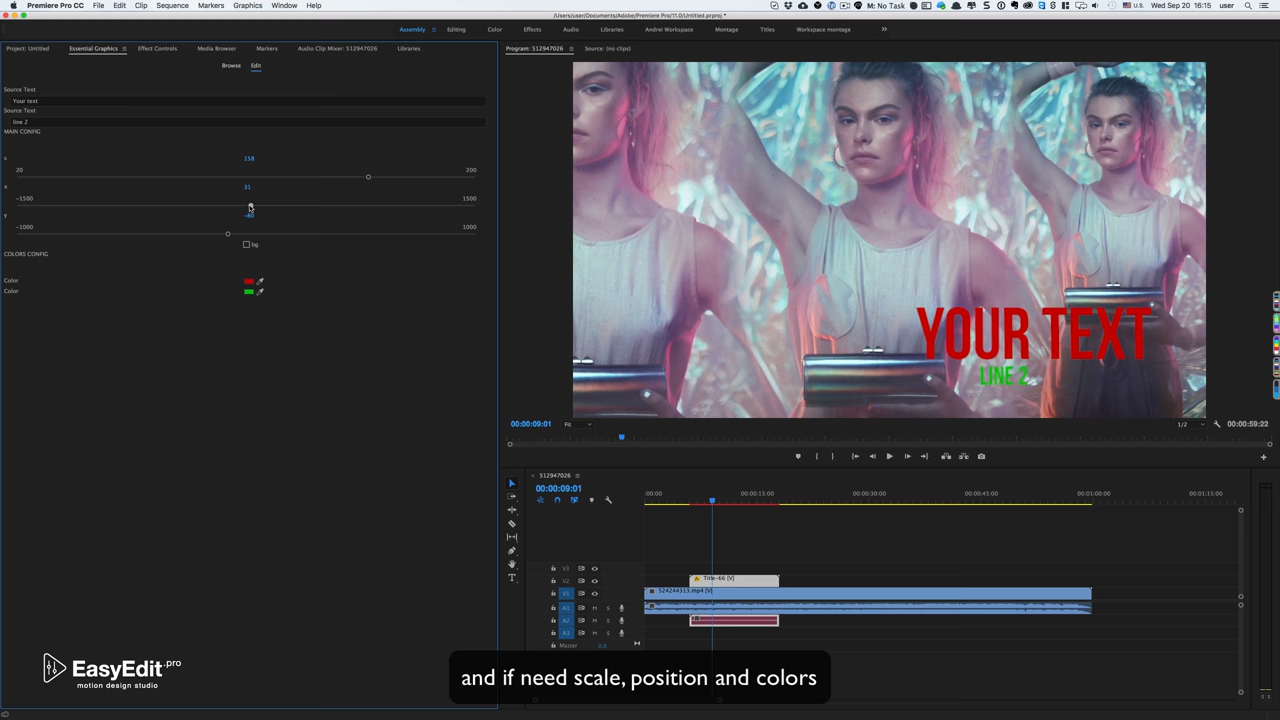 Premiere Pro CC File Edit Clip Sequence Markers Graphics Window Help
M: No Task U.S. Wed Sep 20 16:15 user
/Users/user/Documents/Adobe/Premiere Pro/11.0/Untitled.prproj *
Assembly Editing Color Effects Audio Libraries Andrei Workspace Montage Titles Workspace montage
Project: Untitled Essential Graphics Effect Controls Media Browser Markers Audio Clip Mixer: 512947026 Libraries
Program: 512947026 Source: (no clips)
Browse Edit
Source Text
Your text
Source Text
line 2
MAIN CONFIG
s 158
20 200
x 31
-1500 1500
y -80
-1000 1000
bg
COLORS CONFIG
Color
Color
YOUR TEXT
LINE 2
00:00:09:01 Fit 1/2 00:00:59:22
512947026
00:00:09:01
:00:00 00:00:15:00 00:00:30:00 00:00:45:00 00:01:00:00 00:01:15:00
V3
V2 Title-66 [V]
V1 524244313.mp4 [V]
A1 M S
A2 M S
A3 M S
Master 0.0
EasyEdit.pro
motion design studio
and if need scale, position and colors
S S